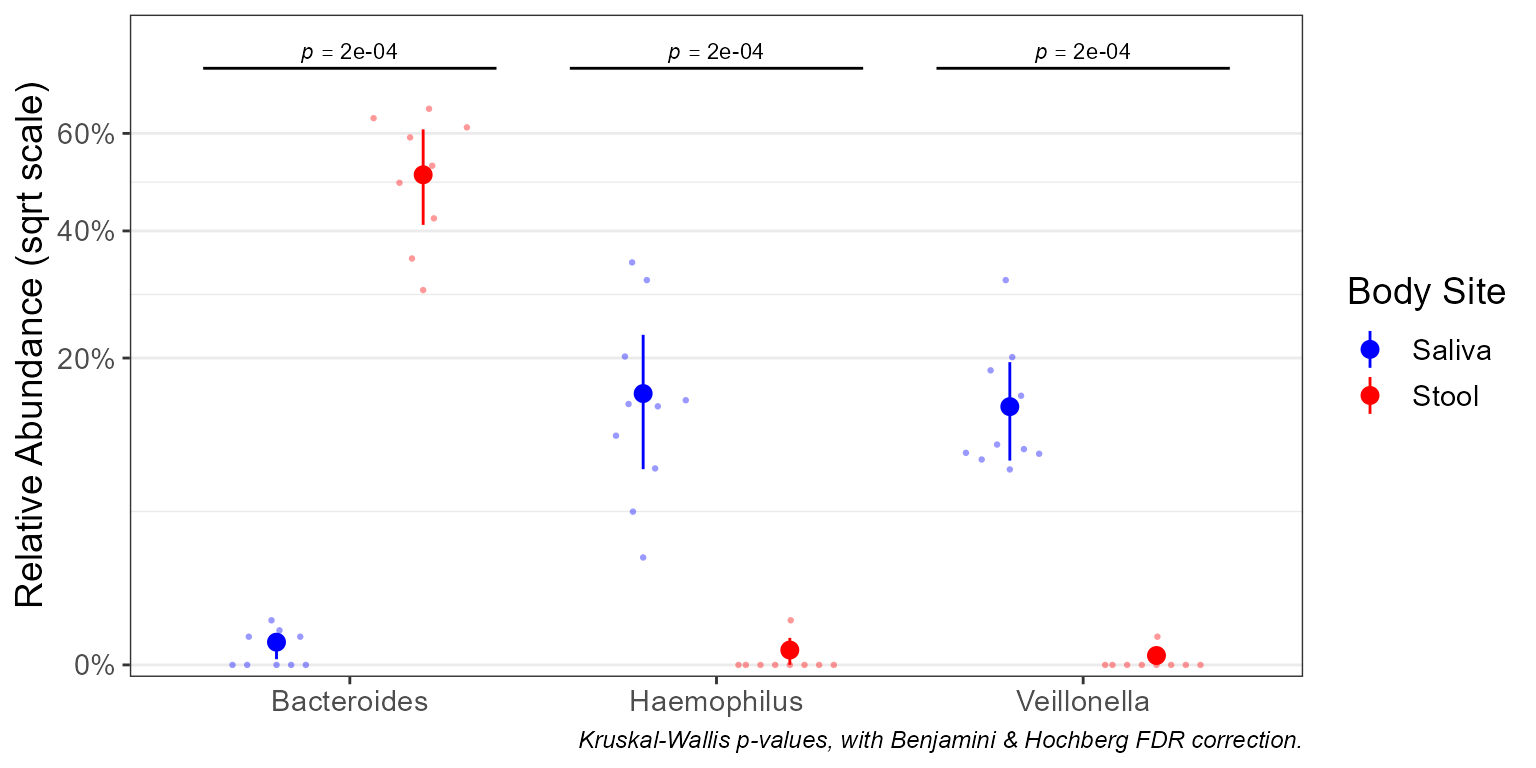 p = 2e-04
p = 2e-04
p = 2e-04
Relative Abundance (sqrt scale)
60%
40%
20%
0%
Bacteroides
Haemophilus
Veillonella
Kruskal-Wallis p-values, with Benjamini & Hochberg FDR correction.
Body Site
Saliva
Stool